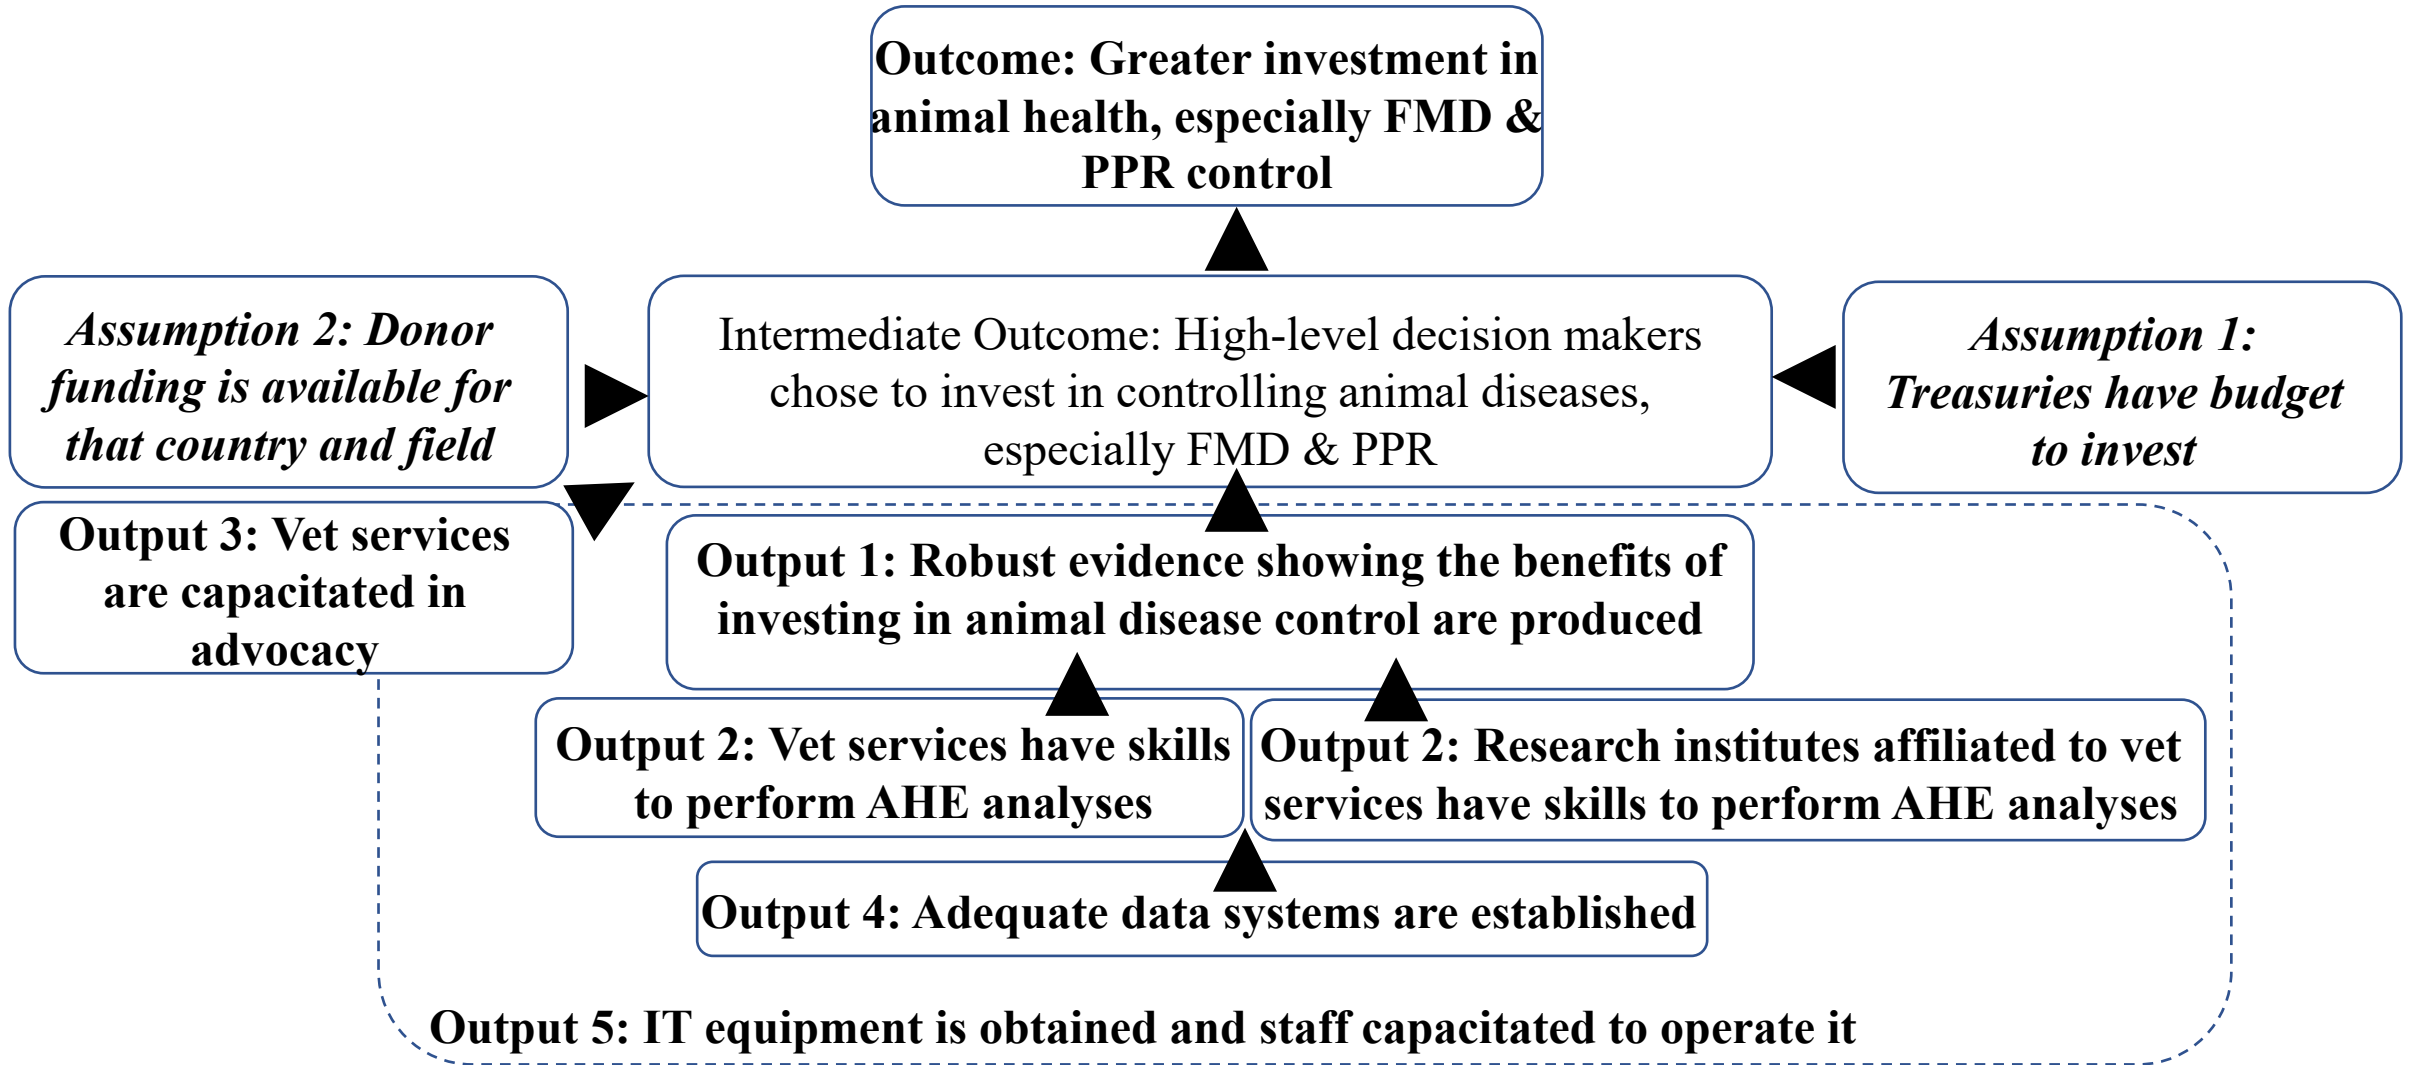 Outcome: Greater investment in
animal health, especially FMD &
PPR control
Assumption 2: Donor
funding is available for
that country and field
Intermediate Outcome: High-level decision makers
chose to invest in controlling animal diseases,
especially FMD & PPR
Assumption 1:
Treasuries have budget
to invest
Output 3: Vet services
are capacitated in
advocacy
Output 1: Robust evidence showing the benefits of
investing in animal disease control are produced
Output 2: Vet services have skills
to perform AHE analyses
Output 2: Research institutes affiliated to vet
services have skills to perform AHE analyses
Output 4: Adequate data systems are established
Output 5: IT equipment is obtained and staff capacitated to operate it